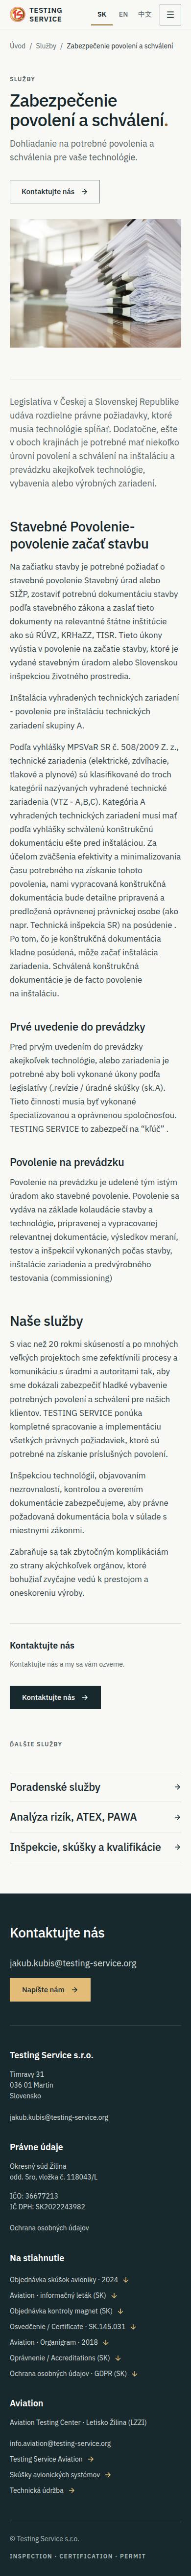 TESTING
SERVICE
SK EN 中文
Úvod / Služby / Zabezpečenie povolení a schválení
SLUŽBY
Zabezpečenie
povolení a schválení.
Dohliadanie na potrebné povolenia a
schválenia pre vaše technológie.
Kontaktujte nás →
Legislatíva v Českej a Slovenskej Republike
udáva rozdielne právne požiadavky, ktoré
musia technológie spĺňať. Dodatočne, ešte
v oboch krajinách je potrebné mať niekoľko
úrovní povolení a schválení na inštaláciu a
prevádzku akejkoľvek technológie,
vybavenia alebo výrobných zariadení.
Stavebné Povolenie-
povolenie začať stavbu
Na začiatku stavby je potrebné požiadať o
stavebné povolenie Stavebný úrad alebo
SIŽP, zostaviť potrebnú dokumentáciu stavby
podľa stavebného zákona a zaslať tieto
dokumenty na relevantné štátne inštitúcie
ako sú RÚVZ, KRHaZZ, TISR. Tieto úkony
vyústia v povolenie na začatie stavby, ktoré je
vydané stavebným úradom alebo Slovenskou
inšpekciou životného prostredia.
Inštalácia vyhradených technických zariadení
- povolenie pre inštaláciu technických
zariadení skupiny A.
Podľa vyhlášky MPSVaR SR č. 508/2009 Z. z.,
technické zariadenia (elektrické, zdvíhacie,
tlakové a plynové) sú klasifikované do troch
kategórií nazývaných vyhradené technické
zariadenia (VTZ - A,B,C). Kategória A
vyhradených technických zariadení musí mať
podľa vyhlášky schválenú konštrukčnú
dokumentáciu ešte pred inštaláciou. Za
účelom zväčšenia efektivity a minimalizovania
času potrebného na získanie tohoto
povolenia, nami vypracovaná konštrukčná
dokumentácia bude detailne pripravená a
predložená oprávnenej právnickej osobe (ako
napr. Technická inšpekcia SR) na posúdenie .
Po tom, čo je konštrukčná dokumentácia
kladne posúdená, môže začať inštalácia
zariadenia. Schválená konštrukčná
dokumentácie je de facto povolenie
na inštaláciu.
Prvé uvedenie do prevádzky
Pred prvým uvedením do prevádzky
akejkoľvek technológie, alebo zariadenia je
potrebné aby boli vykonané úkony podľa
legislatívy (.revízie / úradné skúšky (sk.A).
Tieto činnosti musia byť vykonané
špecializovanou a oprávnenou spoločnosťou.
TESTING SERVICE to zabezpečí na “kľúč” .
Povolenie na prevádzku
Povolenie na prevádzku je udelené tým istým
úradom ako stavebné povolenie. Povolenie sa
vydáva na základe kolaudácie stavby a
technológie, pripravenej a vypracovanej
relevantnej dokumentácie, výsledkov meraní,
testov a inšpekcií vykonaných počas stavby,
inštalácie zariadenia a predvýrobného
testovania (commissioning)
Naše služby
S viac než 20 rokmi skúseností a po mnohých
veľkých projektoch sme zefektívnili procesy a
komunikáciu s úradmi a autoritami tak, aby
sme dokázali zabezpečiť hladké vybavenie
potrebných povolení a schválení pre našich
klientov. TESTING SERVICE ponúka
kompletné spracovanie a implementáciu
všetkých právnych požiadaviek, ktoré sú
potrebné na získanie príslušných povolení.
Inšpekciou technológií, objavovaním
nezrovnalostí, kontrolou a overením
dokumentácie zabezpečujeme, aby právne
požadovaná dokumentácia bola v súlade s
miestnymi zákonmi.
Zabraňuje sa tak zbytočným komplikáciám
zo strany akýchkoľvek orgánov, ktoré
bohužiaľ zvyčajne vedú k prestojom a
oneskoreniu výroby.
Kontaktujte nás
Kontaktujte nás a my sa vám ozveme.
Kontaktujte nás →
ĎALŠIE SLUŽBY
Poradenské služby →
Analýza rizík, ATEX, PAWA →
Inšpekcie, skúšky a kvalifikácie →
Kontaktujte nás
jakub.kubis@testing-service.org
Napíšte nám →
Testing Service s.r.o.
Timravy 31
036 01 Martin
Slovensko
jakub.kubis@testing-service.org
Právne údaje
Okresný súd Žilina
odd. Sro, vložka č. 118043/L
IČO: 36677213
IČ DPH: SK2022243982
Ochrana osobných údajov
Na stiahnutie
Objednávka skúšok avioniky · 2024 ↓
Aviation · informačný leták (SK) ↓
Objednávka kontroly magnet (SK) ↓
Osvedčenie / Certificate · SK.145.031 ↓
Aviation · Organigram · 2018 ↓
Oprávnenie / Accreditations (SK) ↓
Ochrana osobných údajov · GDPR (SK) ↓
Aviation
Aviation Testing Center · Letisko Žilina (LZZI)
info.aviation@testing-service.org
Testing Service Aviation →
Skúšky avionických systémov →
Technická údržba →
© Testing Service s.r.o.
INSPECTION · CERTIFICATION · PERMIT